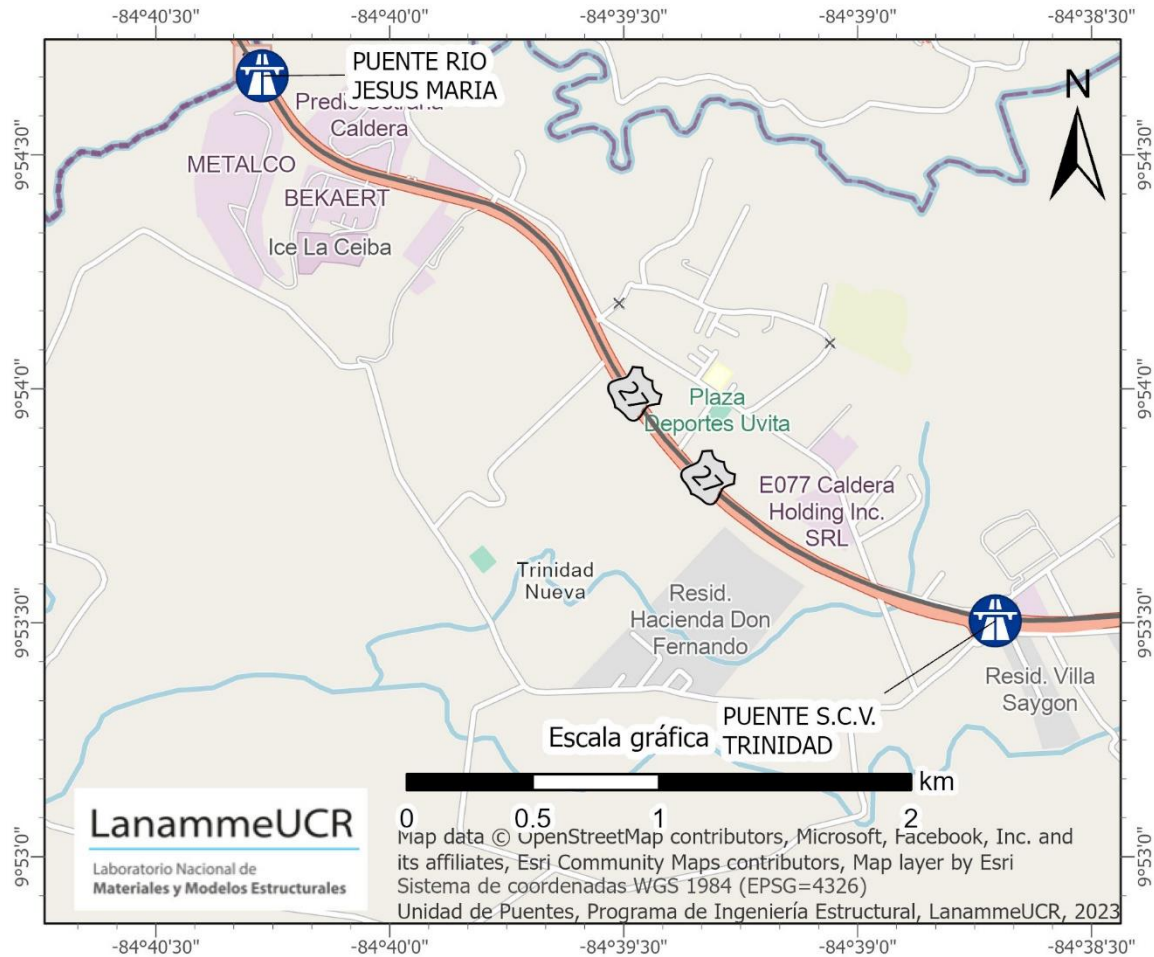 -84°40'30" -84°40'0" -84°39'30" -84°39'0" -84°38'30"
PUENTE RIO
JESUS MARIA
N
Predio
Caldera
9°54'30"
9°54'30"
METALCO
BEKAERT
Ice La Ceiba
9°54'0"
9°54'0"
27
Plaza
Deportes Uvita
27
E077 Caldera
Holding Inc.
SRL
Trinidad
Nueva
9°53'30"
9°53'30"
Resid.
Hacienda Don
Fernando
Resid. Villa
Saygon
PUENTE S.C.V.
TRINIDAD
Escala gráfica
km
0 0.5 1 2
LanammeUCR
Laboratorio Nacional de
Materiales y Modelos Estructurales
9°53'0"
9°53'0"
Map data © OpenStreetMap contributors, Microsoft, Facebook, Inc. and
its affiliates, Esri Community Maps contributors, Map layer by Esri
Sistema de coordenadas WGS 1984 (EPSG=4326)
Unidad de Puentes, Programa de Ingeniería Estructural, LanammeUCR, 2023
-84°40'30" -84°40'0" -84°39'30" -84°39'0" -84°38'30"